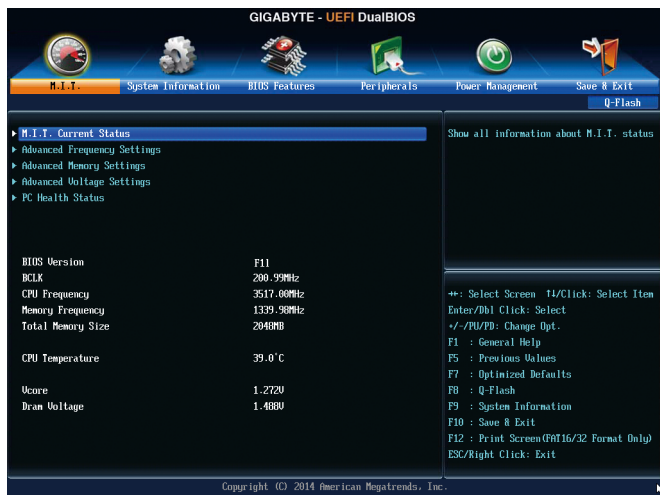 GIGABYTE - UEFI DualBIOS
M.I.T.
System Information
BIOS Features
Peripherals
Power Management
Save & Exit
Q-Flash
M.I.T. Current Status
Advanced Frequency Settings
Advanced Memory Settings
Advanced Voltage Settings
PC Health Status
Show all information about M.I.T. status
BIOS Version F11
BCLK 200.99MHz
CPU Frequency 3517.00MHz
Memory Frequency 1339.98MHz
Total Memory Size 2048MB
CPU Temperature 39.0°C
Vcore 1.272V
Dram Voltage 1.488V
→←: Select Screen ↑↓/Click: Select Item
Enter/Dbl Click: Select
+/-/PU/PD: Change Opt.
F1 : General Help
F5 : Previous Values
F7 : Optimized Defaults
F8 : Q-Flash
F9 : System Information
F10 : Save & Exit
F12 : Print Screen(FAT16/32 Format Only)
ESC/Right Click: Exit
Copyright (C) 2014 American Megatrends, Inc.